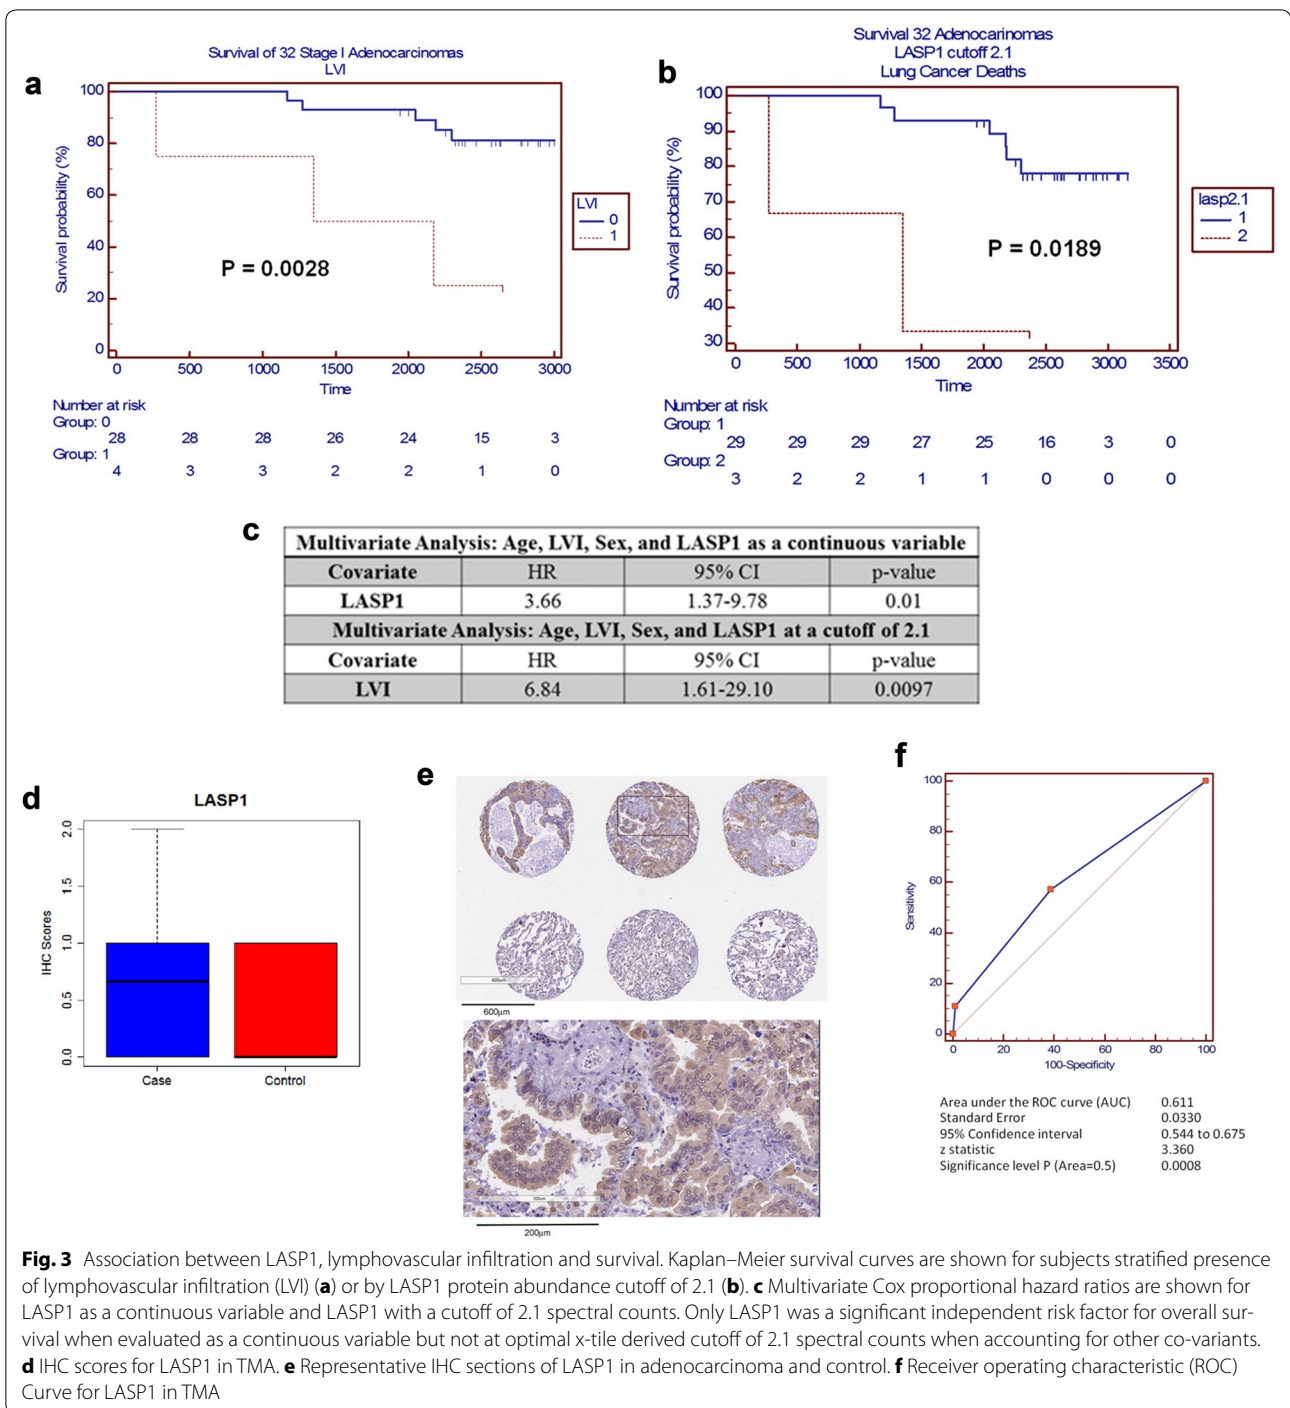 a
Survival of 32 Stage I Adenocarcinomas
LVI
Survival probability (%)
100
80
60
40
20
0
P = 0.0028
0 500 1000 1500 2000 2500 3000
Time
LVI
0
1
Number at risk
Group: 0
28 28 28 26 24 15 3
Group: 1
4 3 3 2 2 1 0
b
Survival 32 Adenocarinomas
LASP1 cutoff 2.1
Lung Cancer Deaths
Survival probability (%)
100
90
80
70
60
50
40
30
P = 0.0189
0 500 1000 1500 2000 2500 3000 3500
Time
lasp2.1
1
2
Number at risk
Group: 1
29 29 29 27 25 16 3 0
Group: 2
3 2 2 1 1 0 0 0
c
Multivariate Analysis: Age, LVI, Sex, and LASP1 as a continuous variable
Covariate HR 95% CI p-value
LASP1 3.66 1.37-9.78 0.01
Multivariate Analysis: Age, LVI, Sex, and LASP1 at a cutoff of 2.1
Covariate HR 95% CI p-value
LVI 6.84 1.61-29.10 0.0097
d
LASP1
IHC Scores
2.0
1.5
1.0
0.5
0.0
Case Control
e
600μm
600μm
200μm
200μm
f
Sensitivity
100
80
60
40
20
0
0 20 40 60 80 100
100-Specificity
Area under the ROC curve (AUC) 0.611
Standard Error 0.0330
95% Confidence interval 0.544 to 0.675
z statistic 3.360
Significance level P (Area=0.5) 0.0008
Fig. 3 Association between LASP1, lymphovascular infiltration and survival. Kaplan–Meier survival curves are shown for subjects stratified presence
of lymphovascular infiltration (LVI) (a) or by LASP1 protein abundance cutoff of 2.1 (b). c Multivariate Cox proportional hazard ratios are shown for
LASP1 as a continuous variable and LASP1 with a cutoff of 2.1 spectral counts. Only LASP1 was a significant independent risk factor for overall sur-
vival when evaluated as a continuous variable but not at optimal x-tile derived cutoff of 2.1 spectral counts when accounting for other co-variants.
d IHC scores for LASP1 in TMA. e Representative IHC sections of LASP1 in adenocarcinoma and control. f Receiver operating characteristic (ROC)
Curve for LASP1 in TMA